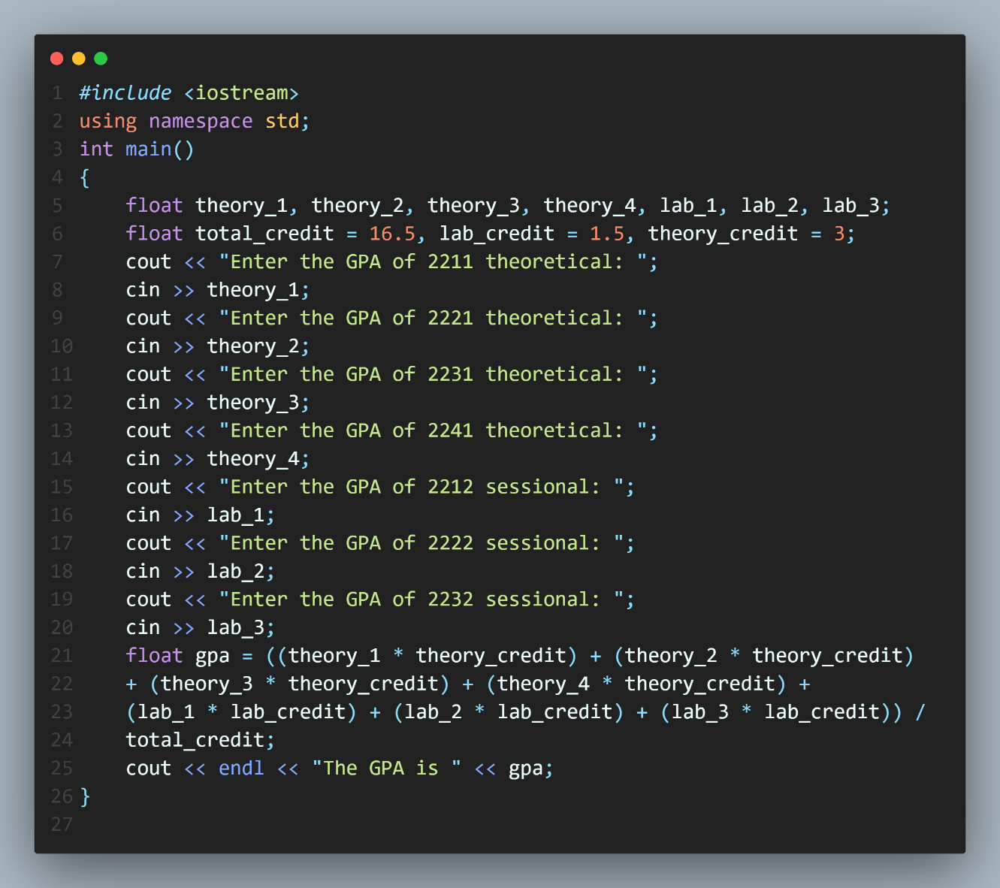 1 #include <iostream>
2 using namespace std;
3 int main()
4 {
5     float theory_1, theory_2, theory_3, theory_4, lab_1, lab_2, lab_3;
6     float total_credit = 16.5, lab_credit = 1.5, theory_credit = 3;
7     cout << "Enter the GPA of 2211 theoretical: ";
8     cin >> theory_1;
9     cout << "Enter the GPA of 2221 theoretical: ";
10     cin >> theory_2;
11     cout << "Enter the GPA of 2231 theoretical: ";
12     cin >> theory_3;
13     cout << "Enter the GPA of 2241 theoretical: ";
14     cin >> theory_4;
15     cout << "Enter the GPA of 2212 sessional: ";
16     cin >> lab_1;
17     cout << "Enter the GPA of 2222 sessional: ";
18     cin >> lab_2;
19     cout << "Enter the GPA of 2232 sessional: ";
20     cin >> lab_3;
21     float gpa = ((theory_1 * theory_credit) + (theory_2 * theory_credit)
22     + (theory_3 * theory_credit) + (theory_4 * theory_credit) +
23     (lab_1 * lab_credit) + (lab_2 * lab_credit) + (lab_3 * lab_credit)) /
24     total_credit;
25     cout << endl << "The GPA is " << gpa;
26 }
27